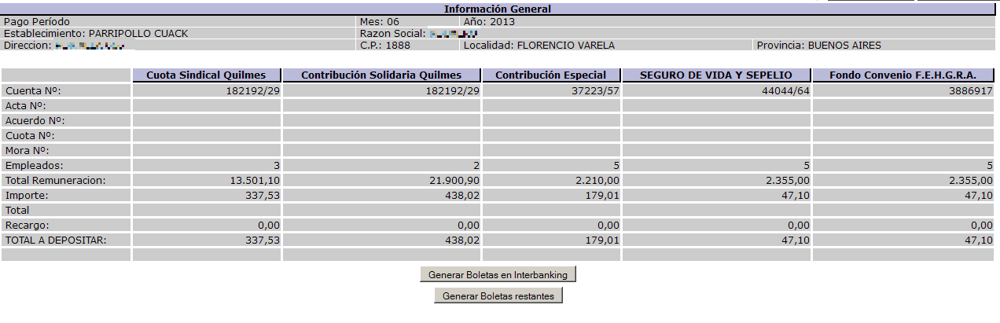 Información General
Pago Período Mes: 06 Año: 2013
Establecimiento: PARRIPOLLO CUACK Razon Social:
Direccion: C.P.: 1888 Localidad: FLORENCIO VARELA Provincia: BUENOS AIRES
Cuota Sindical Quilmes Contribución Solidaria Quilmes Contribución Especial SEGURO DE VIDA Y SEPELIO Fondo Convenio F.E.H.G.R.A.
Cuenta Nº: 182192/29 182192/29 37223/57 44044/64 3886917
Acta Nº:
Acuerdo Nº:
Cuota Nº:
Mora Nº:
Empleados: 3 2 5 5 5
Total Remuneracion: 13.501,10 21.900,90 2.210,00 2.355,00 2.355,00
Importe: 337,53 438,02 179,01 47,10 47,10
Total
Recargo: 0,00 0,00 0,00 0,00 0,00
TOTAL A DEPOSITAR: 337,53 438,02 179,01 47,10 47,10
Generar Boletas en Interbanking
Generar Boletas restantes